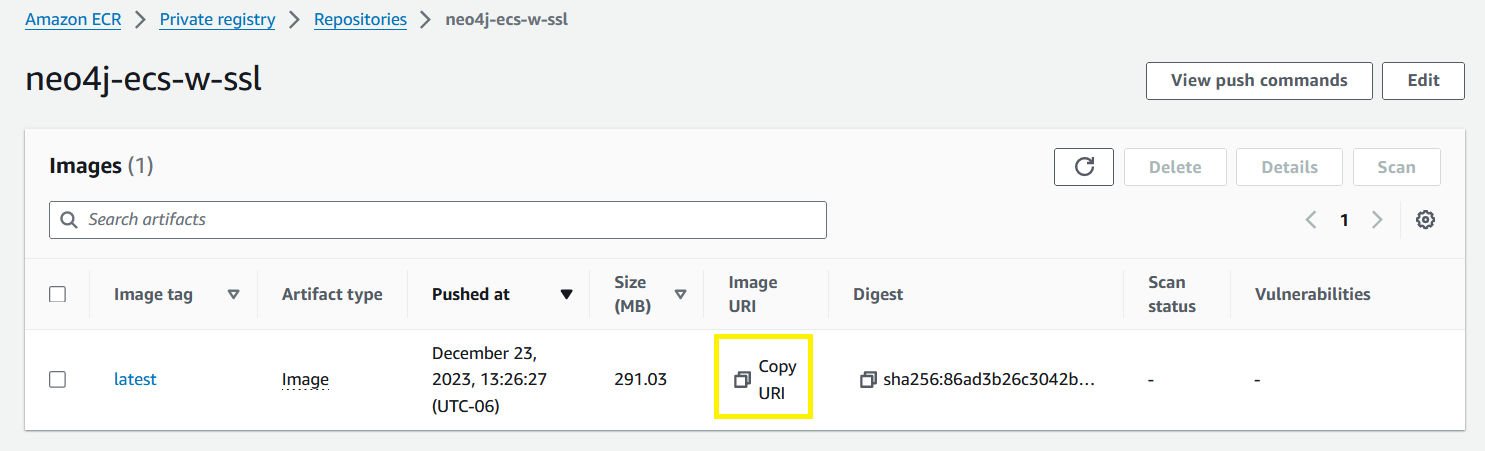 Amazon ECR > Private registry > Repositories > neo4j-ecs-w-ssl
neo4j-ecs-w-ssl
View push commands
Edit
Images (1)
Delete
Details
Scan
Search artifacts
1
Image tag
Artifact type
Pushed at
Size
(MB)
Image
URI
Digest
Scan
status
Vulnerabilities
latest
Image
December 23,
2023, 13:26:27
(UTC-06)
291.03
Copy
URI
sha256:86ad3b26c3042b...
-
-